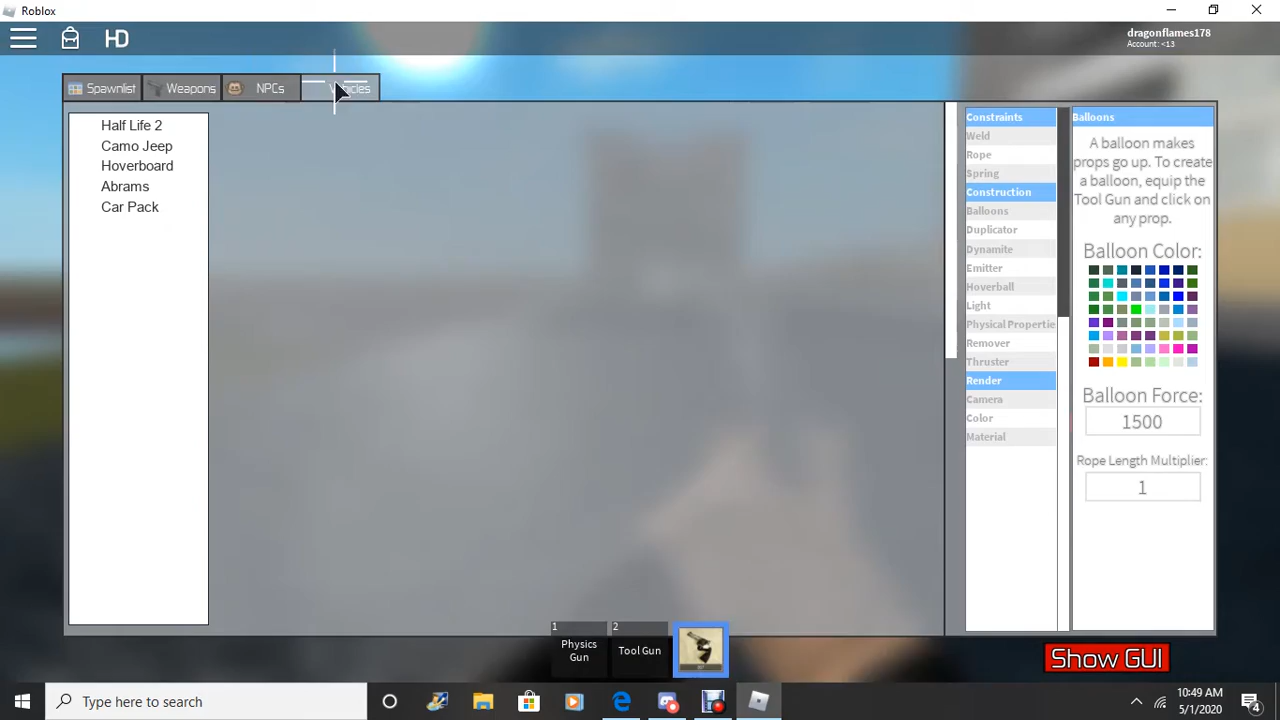 Roblox
HD
dragonflames178
Account: <13
Spawnlist
Weapons
NPCs
Half Life 2
Camo Jeep
Hoverboard
Abrams
Car Pack
Constraints
Weld
Rope
Spring
Construction
Balloons
Duplicator
Dynamite
Emitter
Hoverball
Light
Physical Propertie
Remover
Thruster
Render
Camera
Color
Material
Balloons
A balloon makes
props go up. To create
a balloon, equip the
Tool Gun and click on
any prop.
Balloon Color:
Balloon Force:
1500
Rope Length Multiplier:
1
1
Physics
Gun
2
Tool Gun
Show GUI
Type here to search
10:49 AM
5/1/2020
4